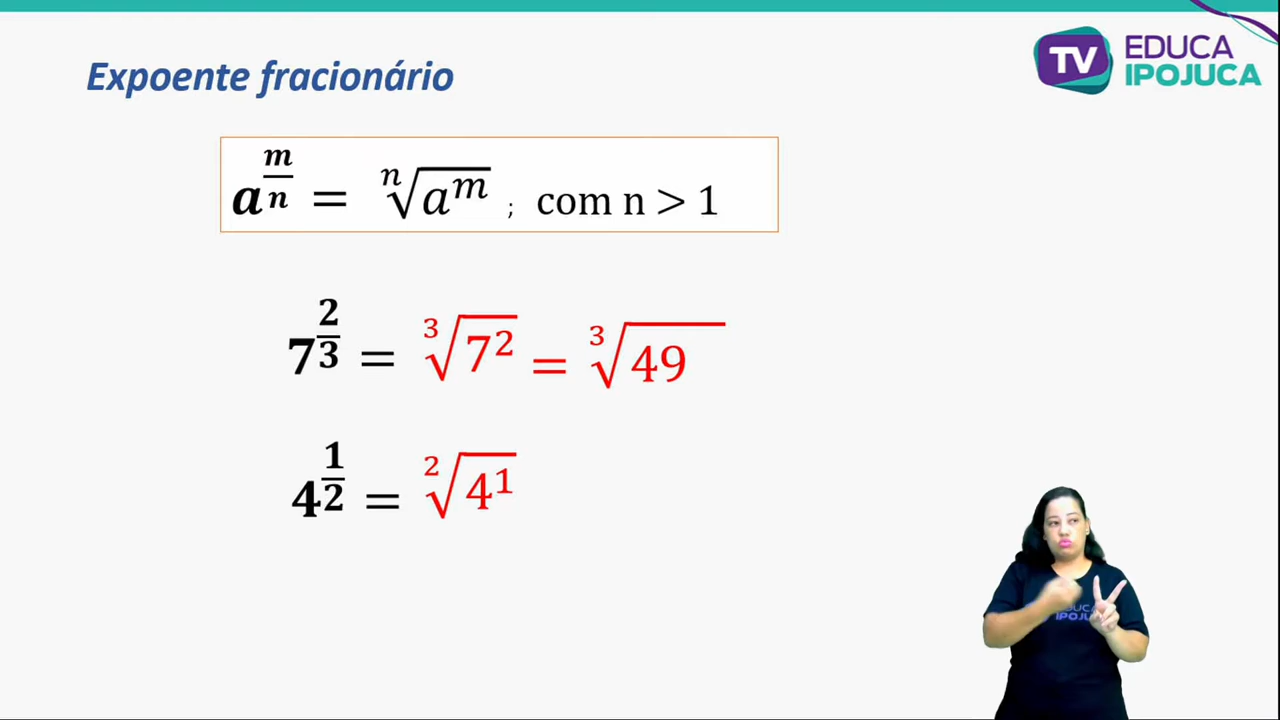 Expoente fracionário
TV EDUCA
IPOJUCA
a^{m/n} = ⁿ√(a^m) ; com n > 1
7^{2/3} = ³√(7²) = ³√49
4^{1/2} = ²√(4¹)
EDUCA
IPOJUCA